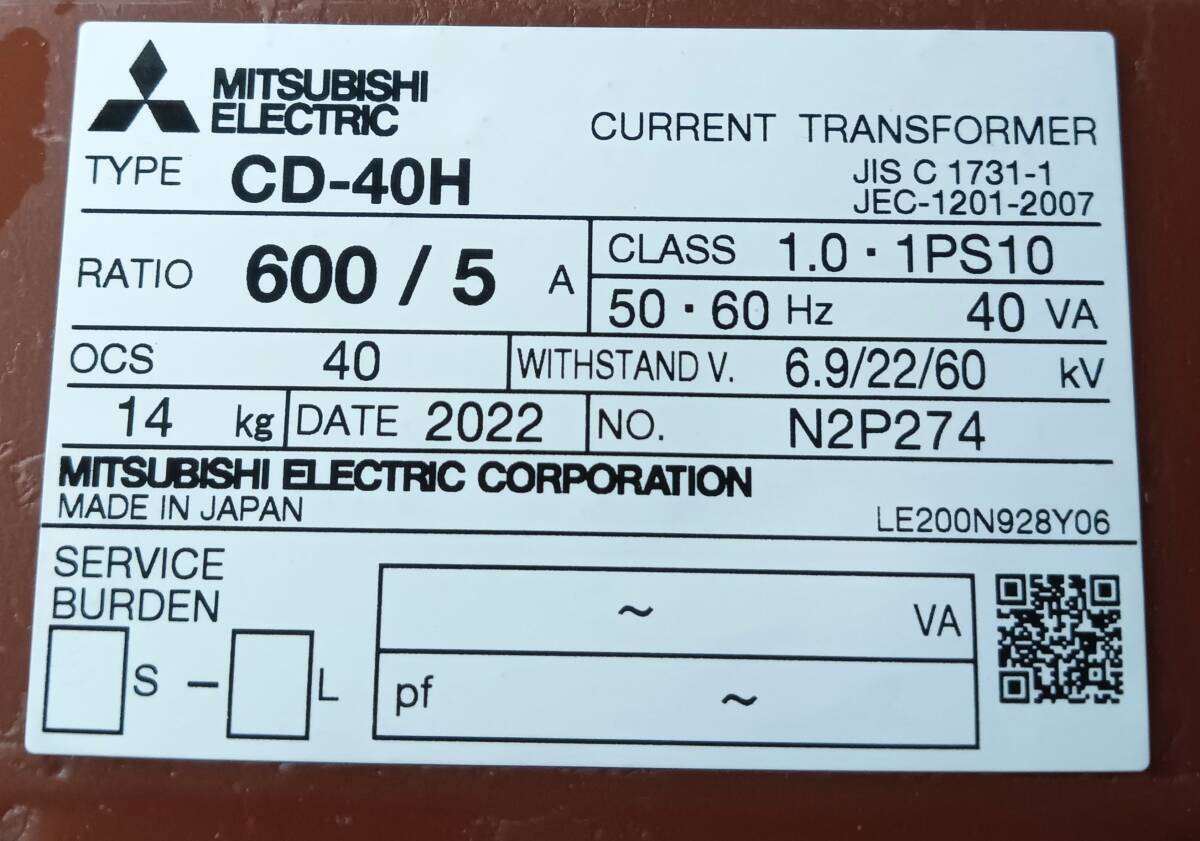 MITSUBISHI
ELECTRIC
CURRENT TRANSFORMER
TYPE CD-40H
JIS C 1731-1
JEC-1201-2007
RATIO 600 / 5 A
CLASS 1.0・1PS10
50・60 Hz 40 VA
OCS 40 WITHSTAND V. 6.9/22/60 kV
14 kg DATE 2022 NO. N2P274
MITSUBISHI ELECTRIC CORPORATION
MADE IN JAPAN LE200N928Y06
SERVICE
BURDEN
~ VA
S – L
pf ~